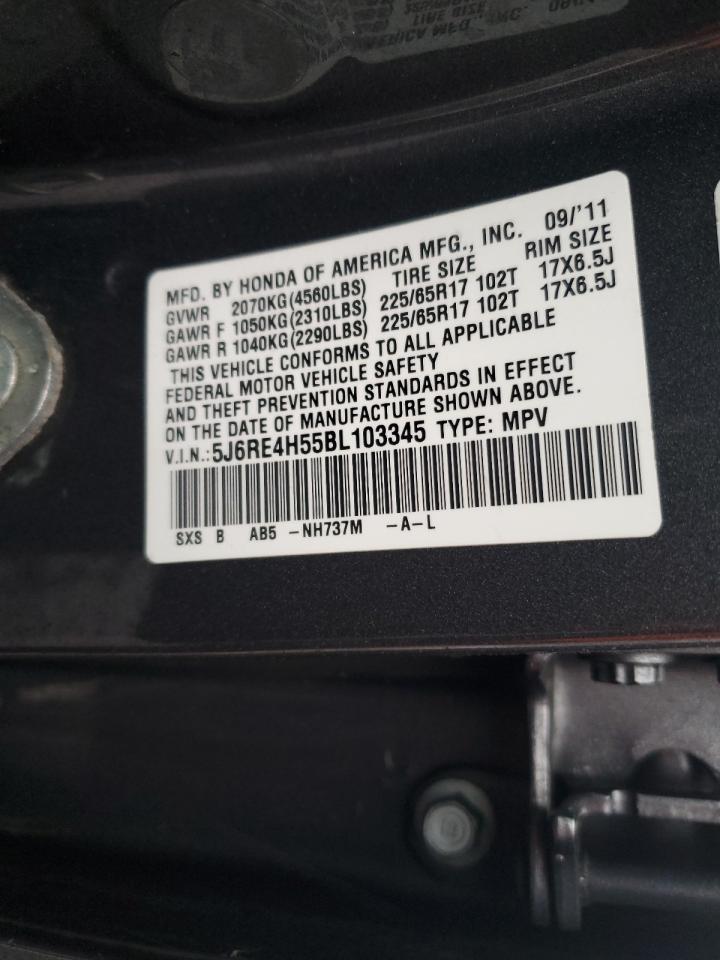 MFD. BY HONDA OF AMERICA MFG., INC. 09/'11
GVWR 2070KG(4560LBS) TIRE SIZE RIM SIZE
GAWR F 1050KG(2310LBS) 225/65R17 102T 17X6.5J
GAWR R 1040KG(2290LBS) 225/65R17 102T 17X6.5J
THIS VEHICLE CONFORMS TO ALL APPLICABLE
FEDERAL MOTOR VEHICLE SAFETY
AND THEFT PREVENTION STANDARDS IN EFFECT
ON THE DATE OF MANUFACTURE SHOWN ABOVE.
V.I.N.:5J6RE4H55BL103345 TYPE: MPV
SXS B AB5 -NH737M -A-L